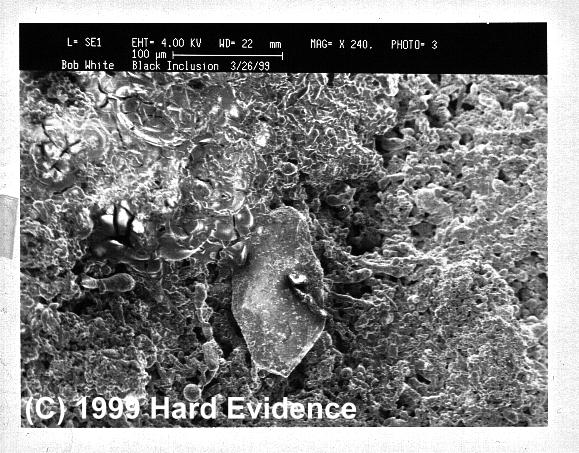 L= SE1 EHT= 4.00 KV WD= 22 mm MAG= X 240. PHOTO= 3
100 µm
Bob White Black Inclusion 3/26/99
(C) 1999 Hard Evidence